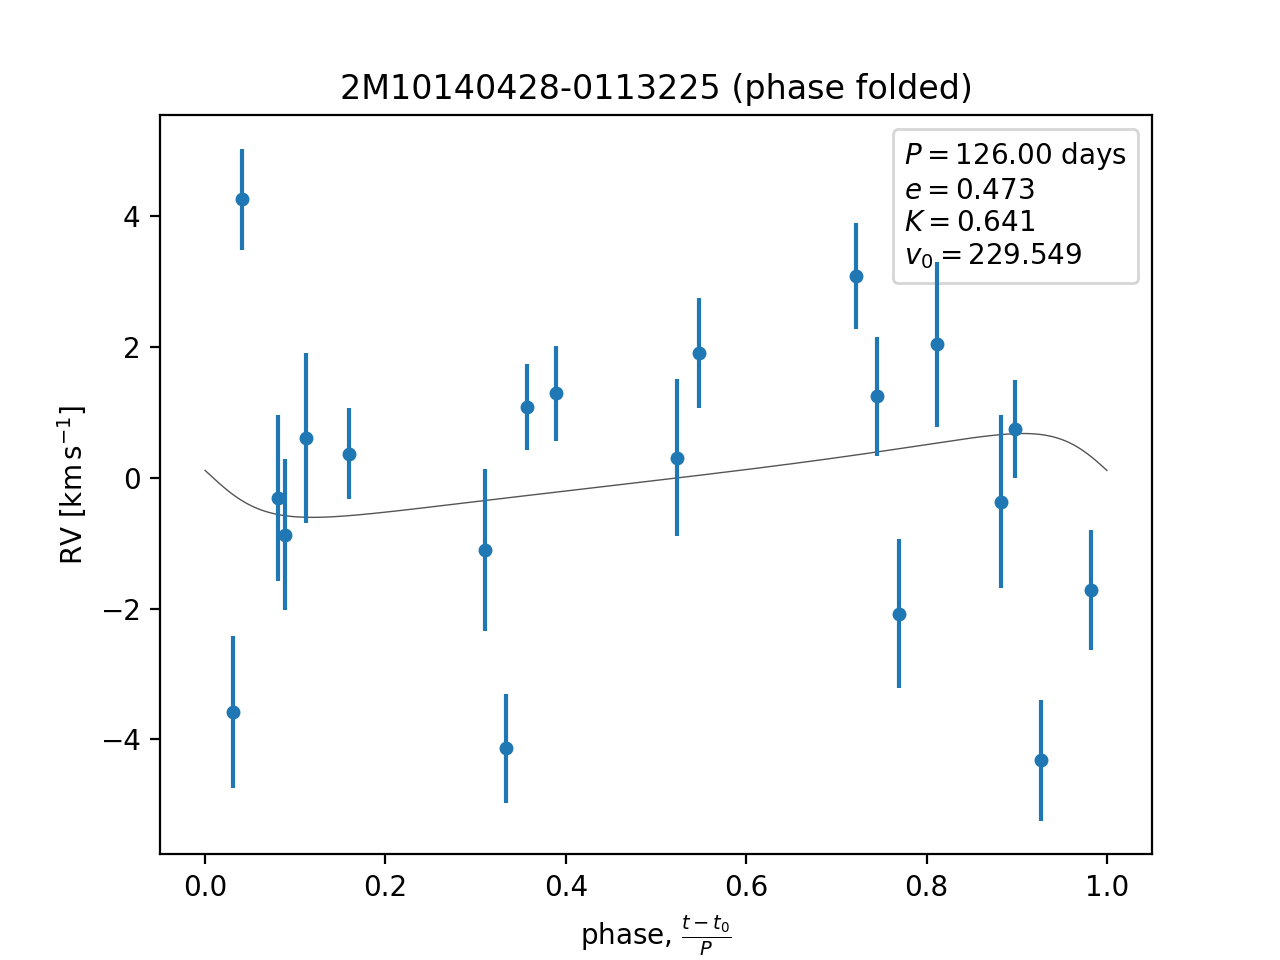 2M10140428-0113225 (phase folded)
P = 126.00 days
e = 0.473
K = 0.641
v₀ = 229.549
RV [km s⁻¹]
4
2
0
−2
−4
0.0 0.2 0.4 0.6 0.8 1.0
phase, (t − t₀)/P